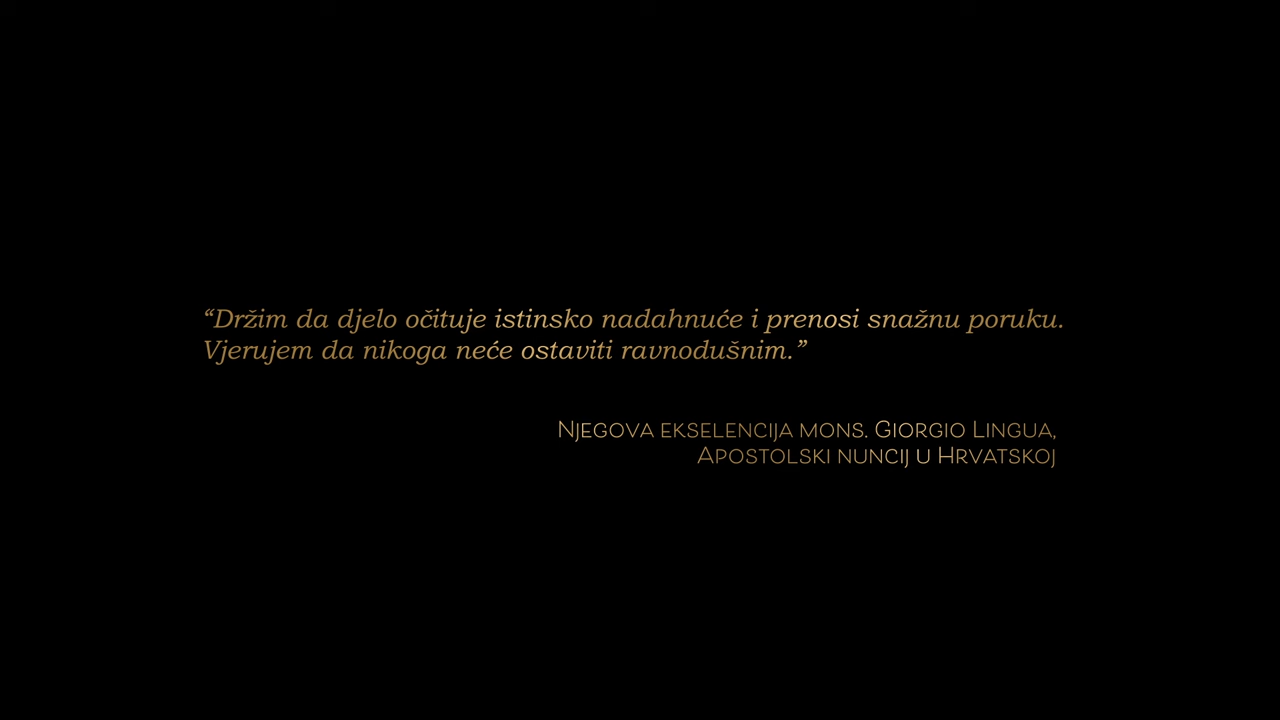 “Držim da djelo očituje istinsko nadahnuće i prenosi snažnu poruku.
Vjerujem da nikoga neće ostaviti ravnodušnim.”
Njegova ekselencija mons. Giorgio Lingua,
Apostolski nuncij u Hrvatskoj